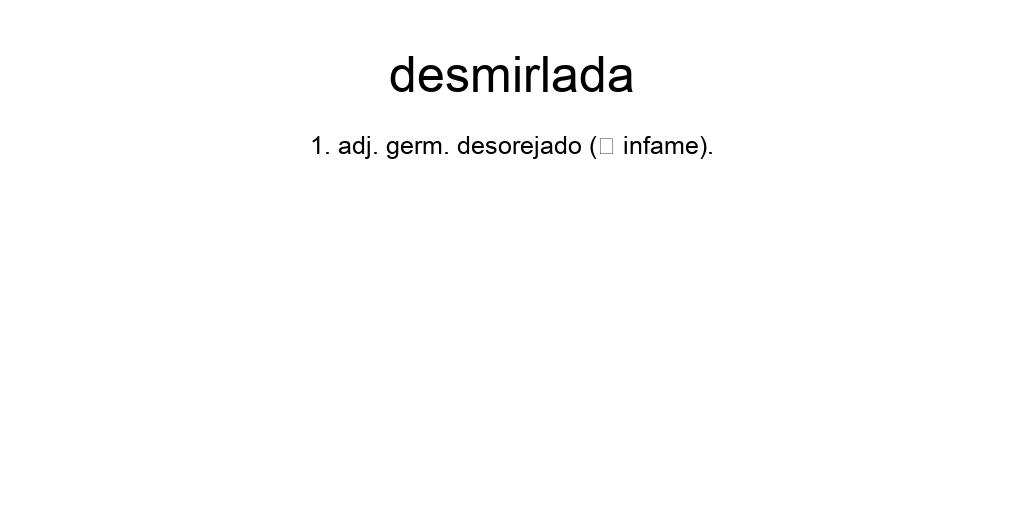 desmirlada
1. adj. germ. desorejado (□ infame).